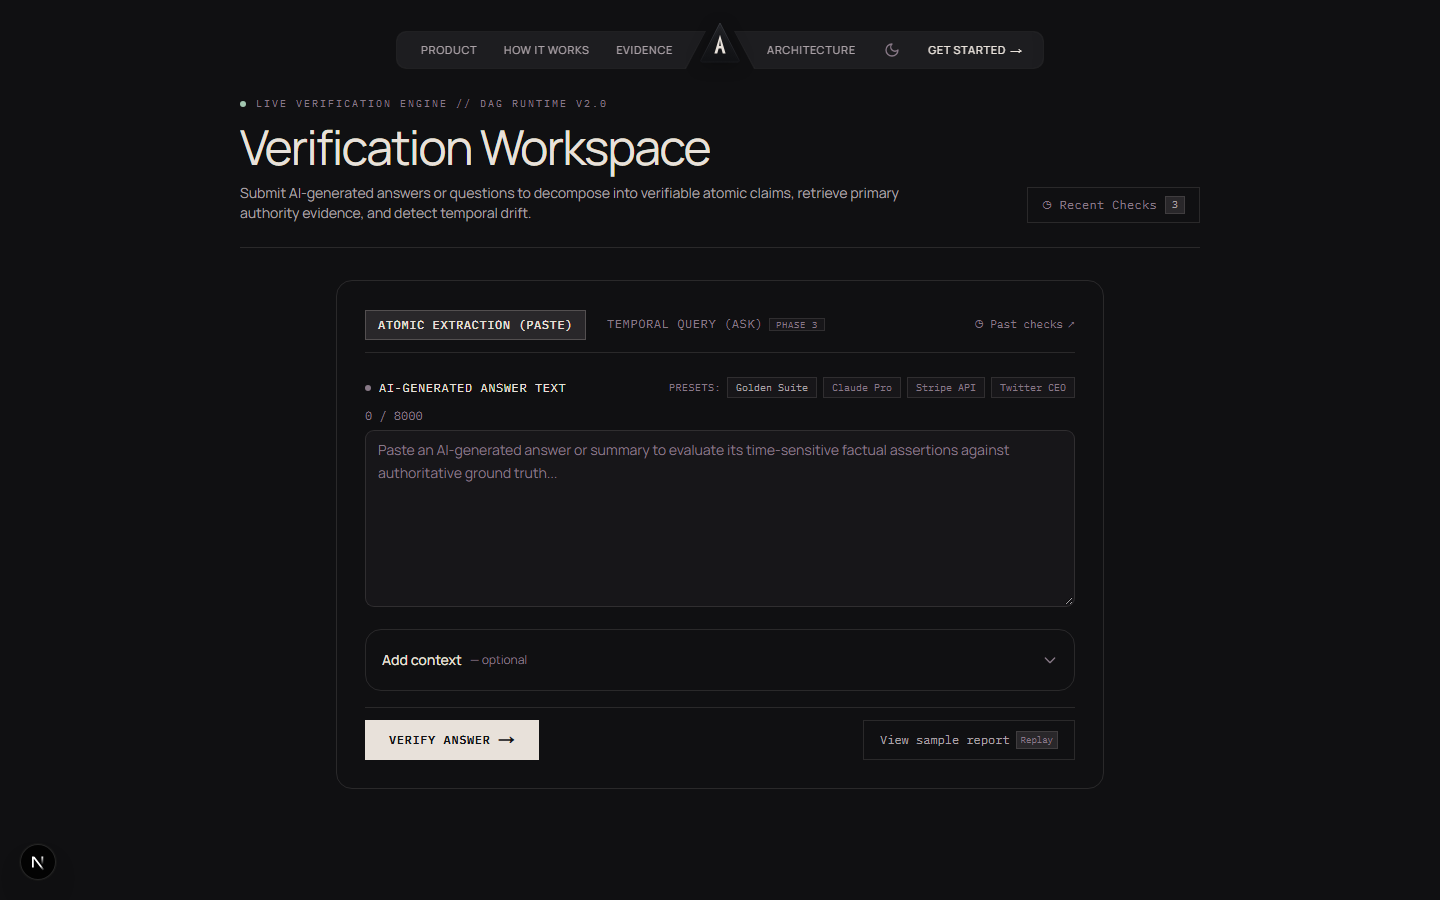 PRODUCT HOW IT WORKS EVIDENCE A ARCHITECTURE GET STARTED →
LIVE VERIFICATION ENGINE // DAG RUNTIME V2.0
Verification Workspace
Submit AI-generated answers or questions to decompose into verifiable atomic claims, retrieve primary
authority evidence, and detect temporal drift.
Recent Checks 3
ATOMIC EXTRACTION (PASTE) TEMPORAL QUERY (ASK) PHASE 3 Past checks ↗
AI-GENERATED ANSWER TEXT PRESETS: Golden Suite Claude Pro Stripe API Twitter CEO
0 / 8000
Paste an AI-generated answer or summary to evaluate its time-sensitive factual assertions against
authoritative ground truth...
Add context — optional
VERIFY ANSWER → View sample report Replay
N